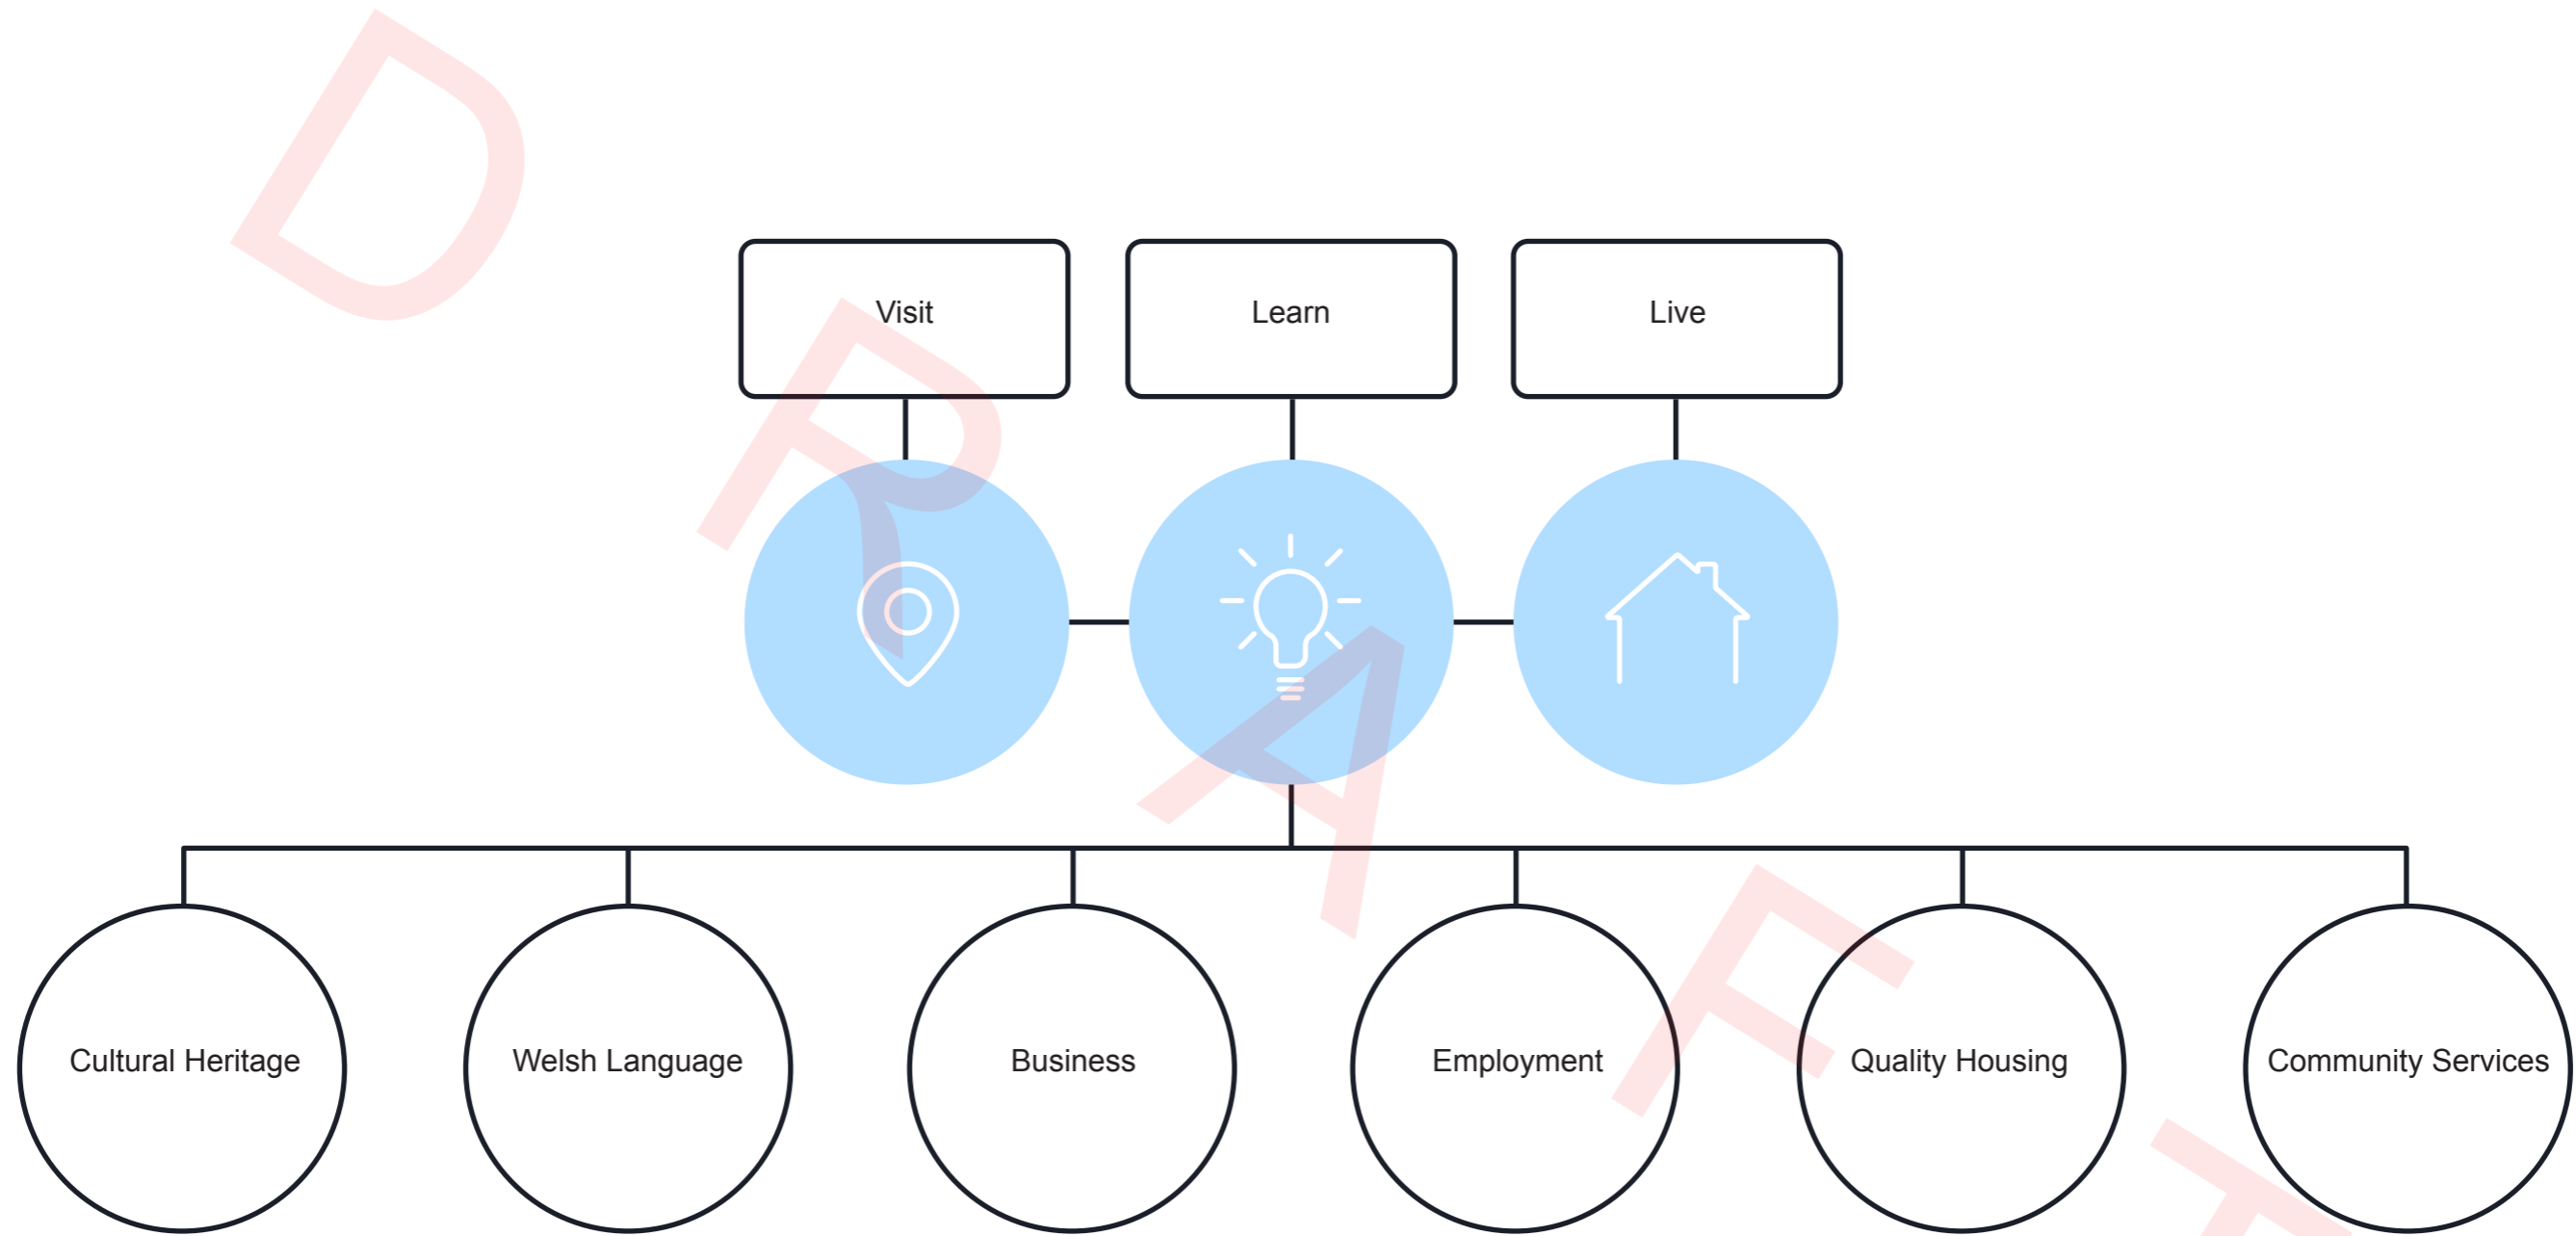 Visit
Learn
Live
Cultural Heritage
Welsh Language
Business
Employment
Quality Housing
Community Services
DRAFT